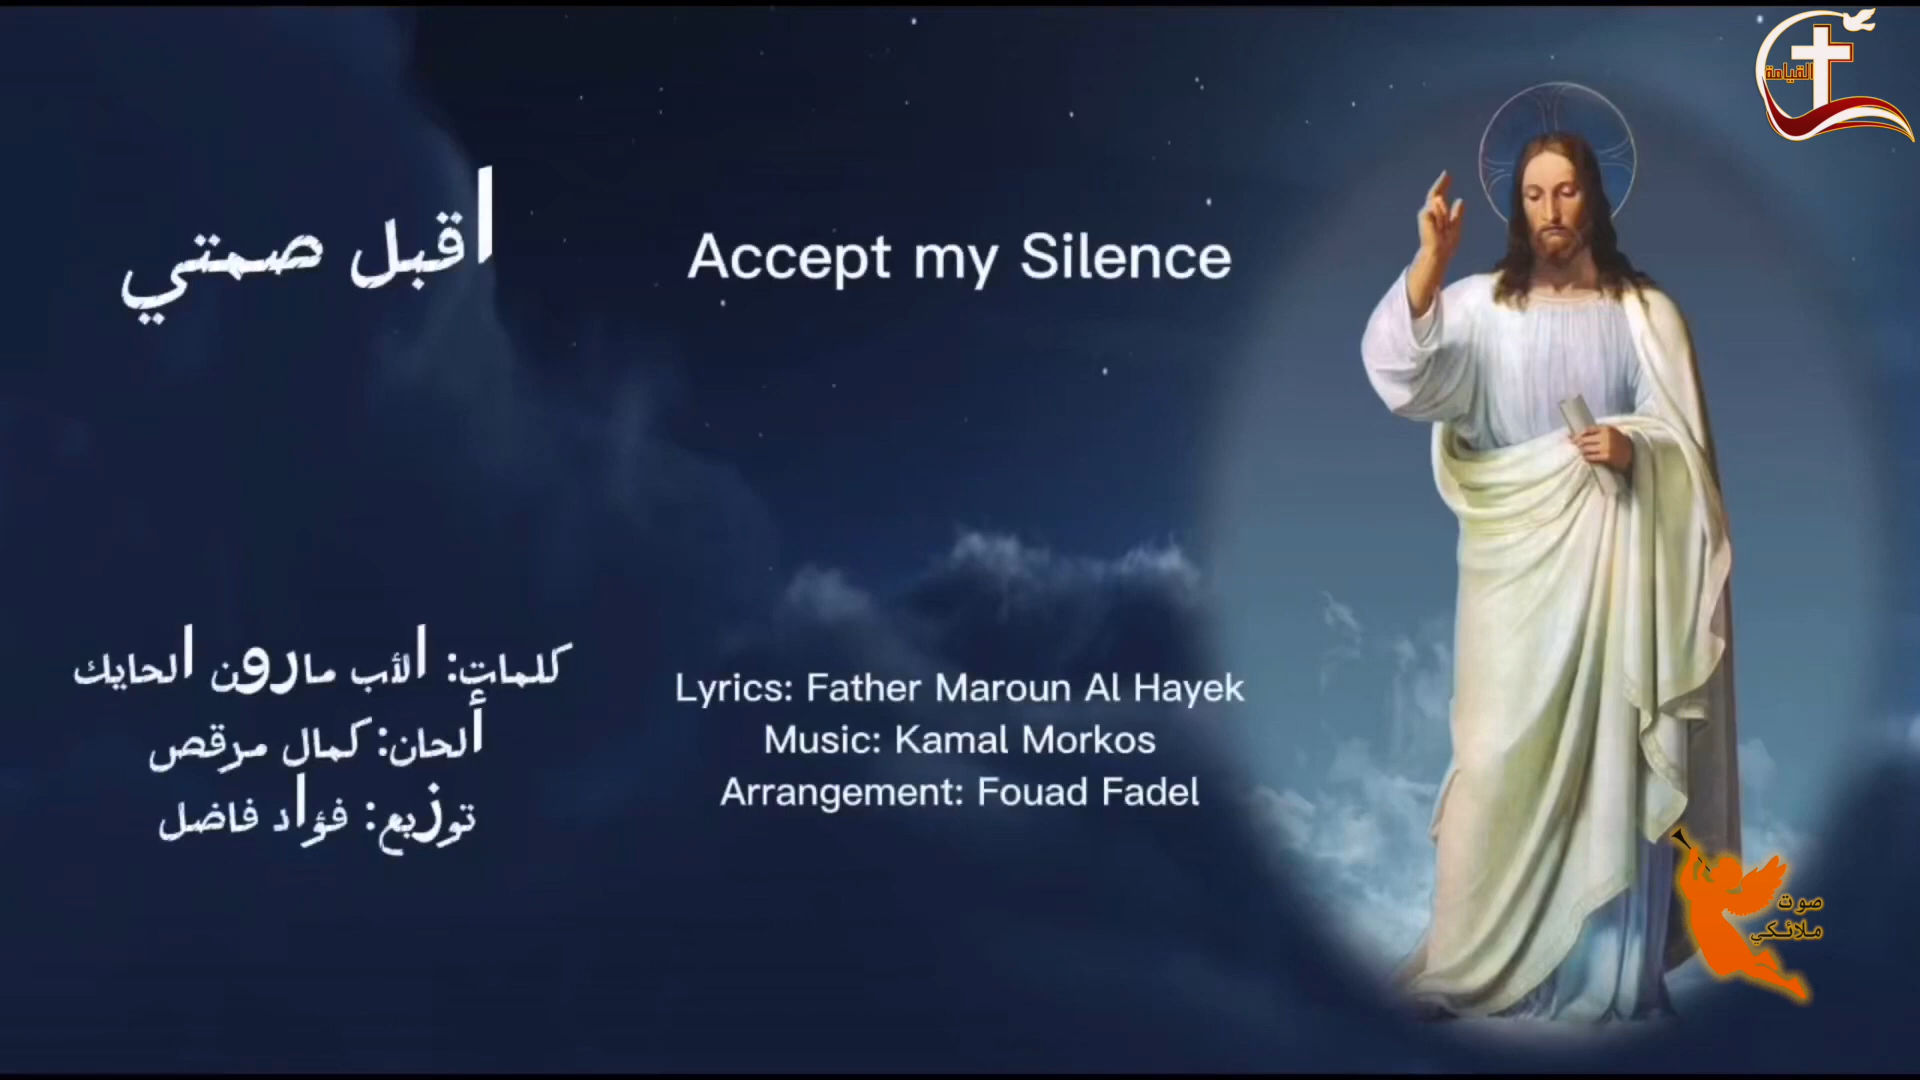 القيامة
اقبل صمتي
Accept my Silence
كلمات: الأب مارون الحايك
ألحان: كمال مرقص
توزيع: فؤاد فاضل
Lyrics: Father Maroun Al Hayek
Music: Kamal Morkos
Arrangement: Fouad Fadel
صوت
ملائكي